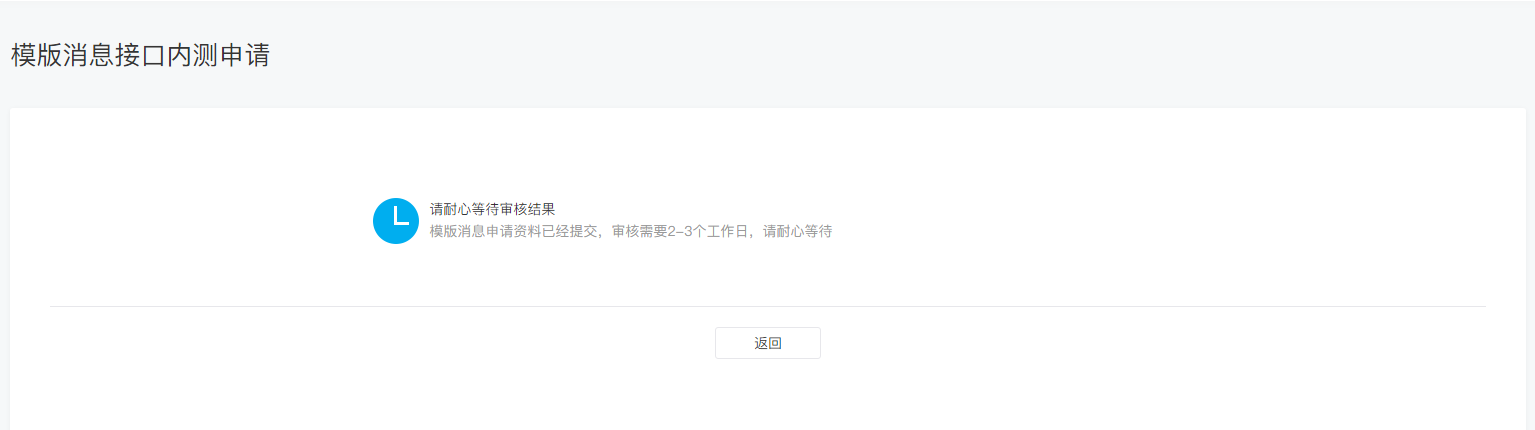 模版消息接口内测申请
请耐心等待审核结果
模版消息申请资料已经提交，审核需要2-3个工作日，请耐心等待
返回